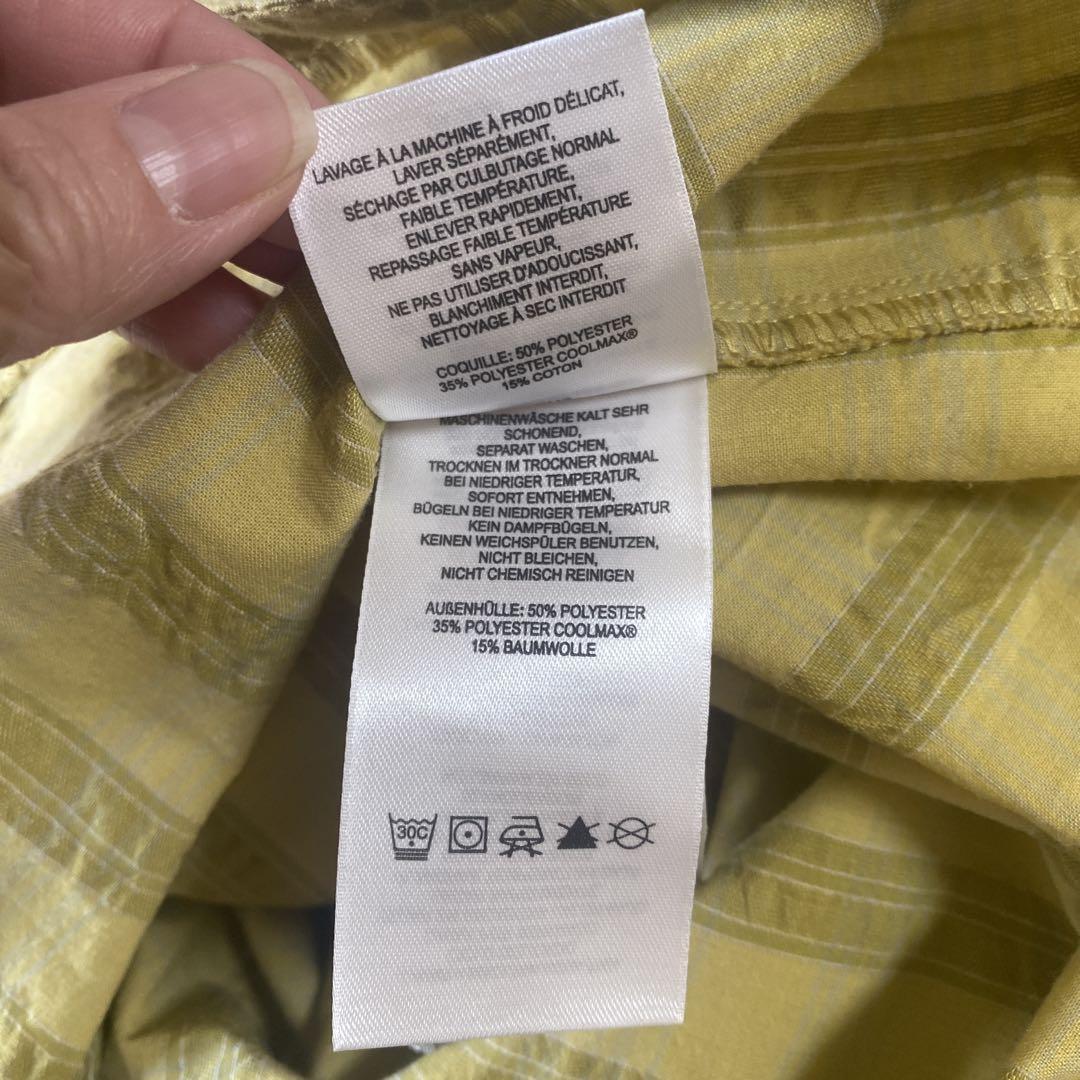 LAVAGE À LA MACHINE À FROID DÉLICAT,
LAVER SÉPARÉMENT,
SÉCHAGE PAR CULBUTAGE NORMAL
FAIBLE TEMPÉRATURE,
ENLEVER RAPIDEMENT,
REPASSAGE FAIBLE TEMPÉRATURE
SANS VAPEUR,
NE PAS UTILISER D'ADOUCISSANT,
BLANCHIMENT INTERDIT,
NETTOYAGE À SEC INTERDIT
COQUILLE: 50% POLYESTER
35% POLYESTER COOLMAX®
15% COTON
MASCHINENWÄSCHE KALT SEHR
SCHONEND,
SEPARAT WASCHEN,
TROCKNEN IM TROCKNER NORMAL
BEI NIEDRIGER TEMPERATUR,
SOFORT ENTNEHMEN,
BÜGELN BEI NIEDRIGER TEMPERATUR
KEIN DAMPFBÜGELN,
KEINEN WEICHSPÜLER BENUTZEN,
NICHT BLEICHEN,
NICHT CHEMISCH REINIGEN
AUßENHÜLLE: 50% POLYESTER
35% POLYESTER COOLMAX®
15% BAUMWOLLE
30C